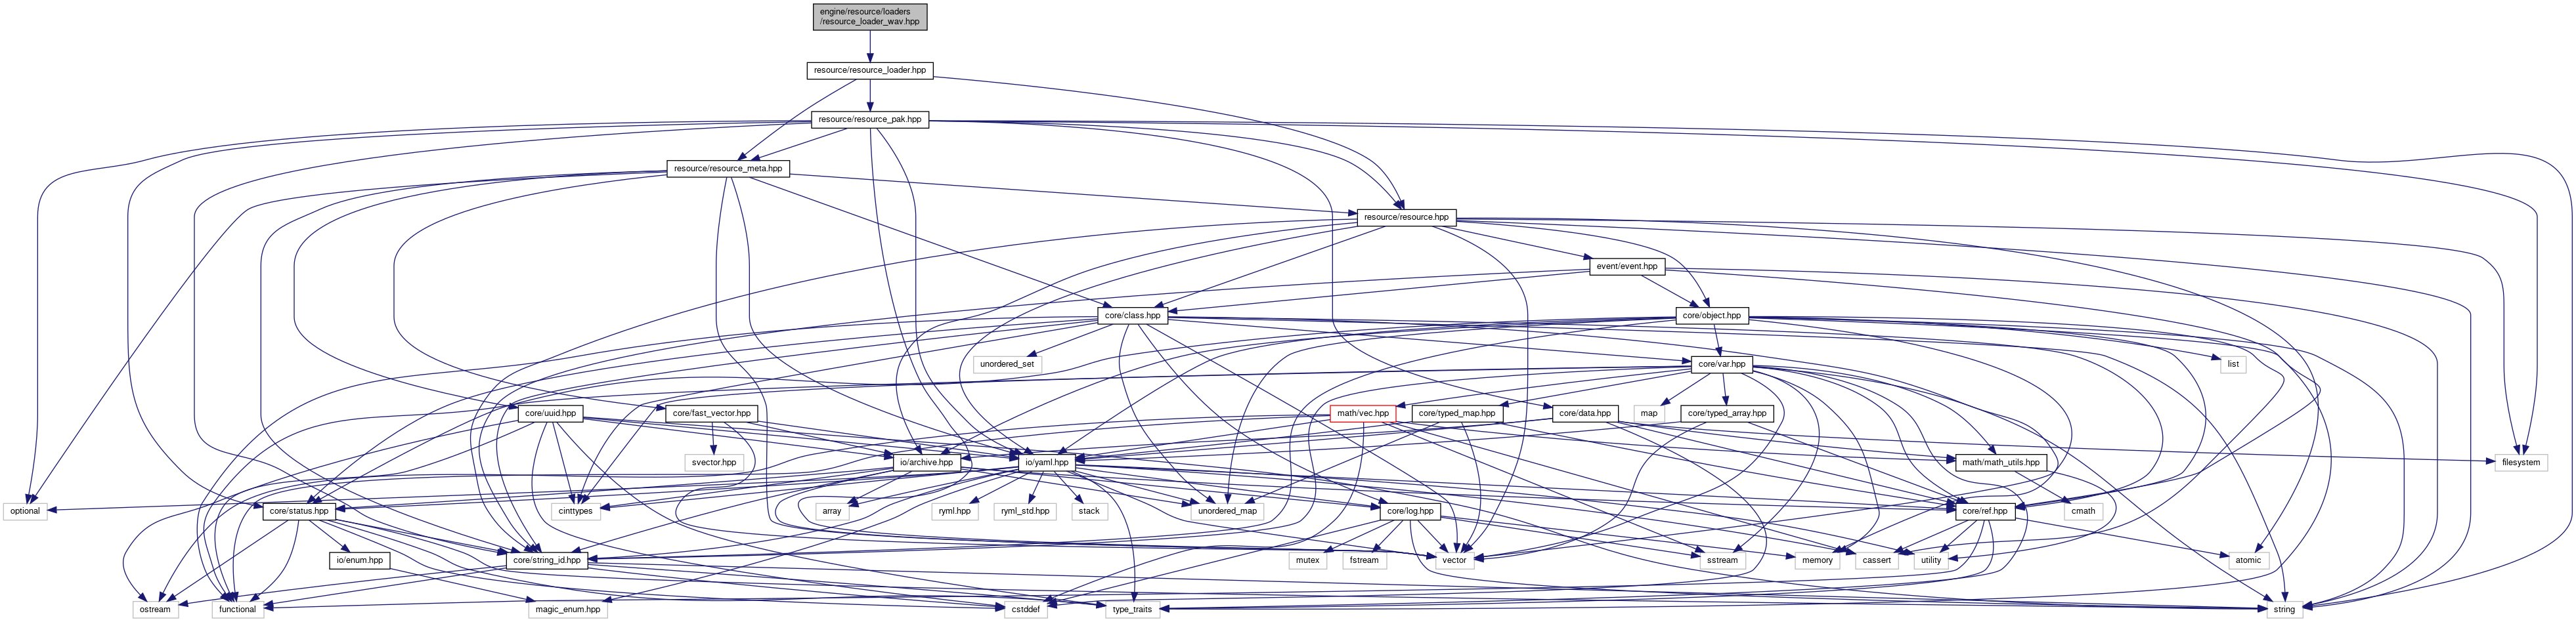 engine/resource/loaders
/resource_loader_wav.hpp
resource/resource_loader.hpp
resource/resource_pak.hpp
resource/resource_meta.hpp
resource/resource.hpp
event/event.hpp
core/class.hpp
core/object.hpp
unordered_set
core/var.hpp
list
core/uuid.hpp
core/fast_vector.hpp
math/vec.hpp
core/typed_map.hpp
core/data.hpp
map
core/typed_array.hpp
svector.hpp
io/archive.hpp
io/yaml.hpp
math/math_utils.hpp
filesystem
optional
core/status.hpp
cinttypes
array
ryml.hpp
ryml_std.hpp
stack
unordered_map
core/log.hpp
core/ref.hpp
cmath
io/enum.hpp
core/string_id.hpp
mutex
fstream
vector
sstream
memory
cassert
utility
atomic
ostream
functional
magic_enum.hpp
cstddef
type_traits
string